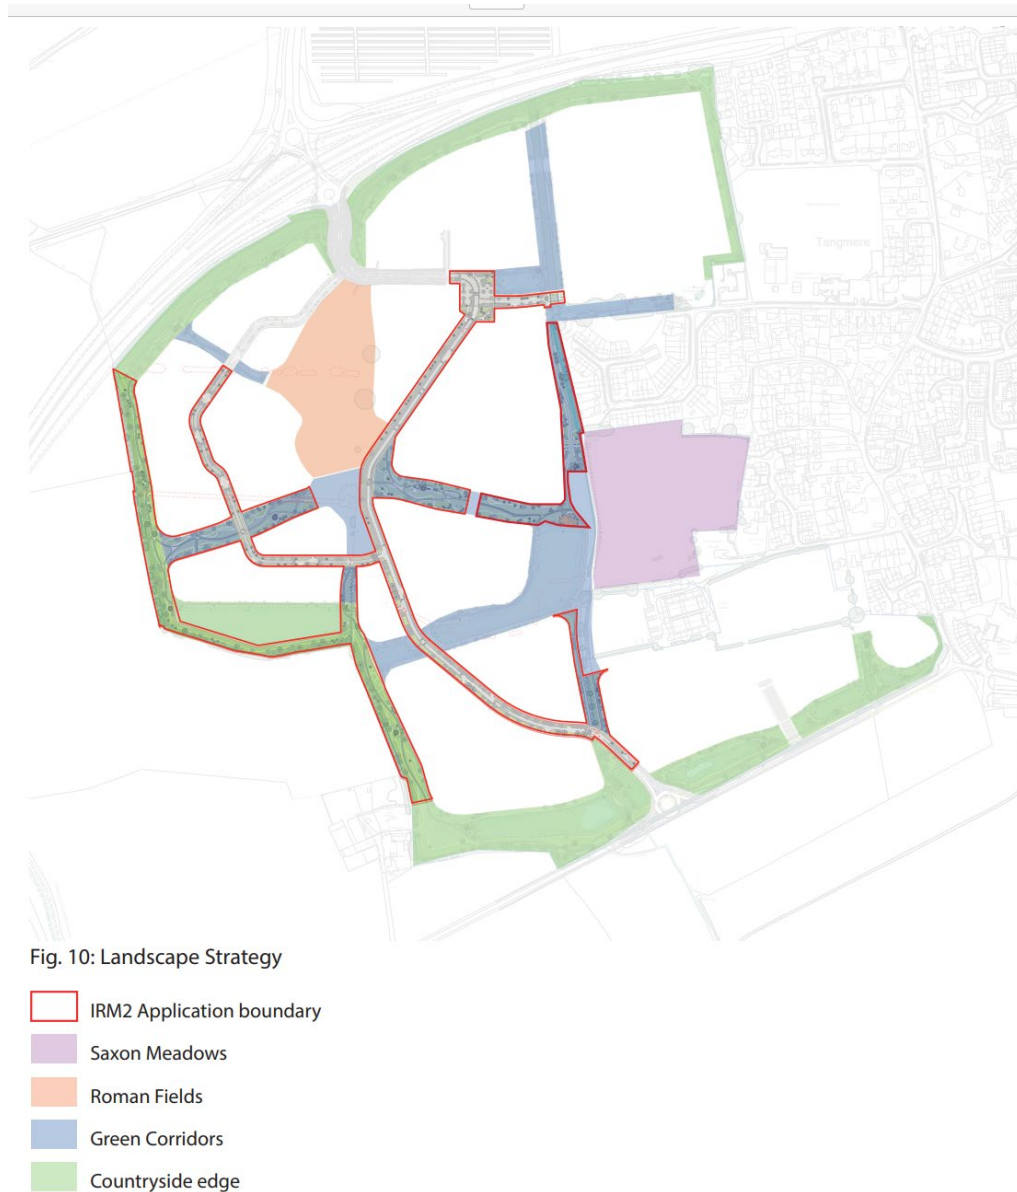 Tangmere
Fig. 10: Landscape Strategy
IRM2 Application boundary
Saxon Meadows
Roman Fields
Green Corridors
Countryside edge